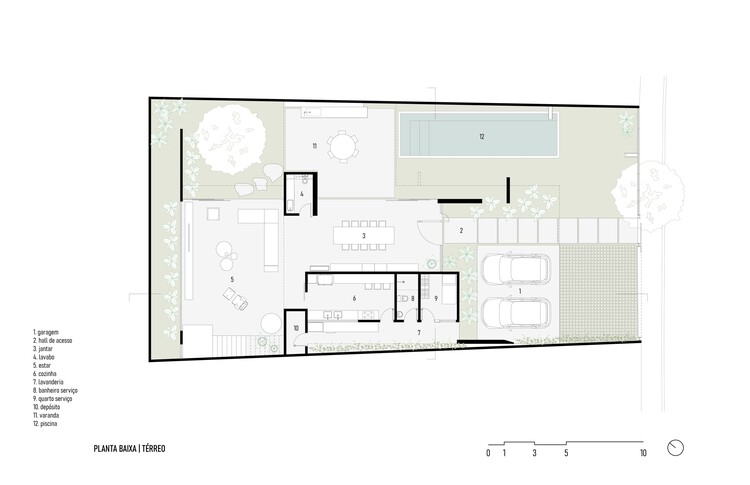 12
11
4
2
3
5
1
6
8
9
10
7
1. garagem
2. hall de acesso
3. jantar
4. lavabo
5. estar
6. cozinha
7. lavanderia
8. banheiro serviço
9. quarto serviço
10. depósito
11. varanda
12. piscina
PLANTA BAIXA | TÉRREO
0 1 3 5 10